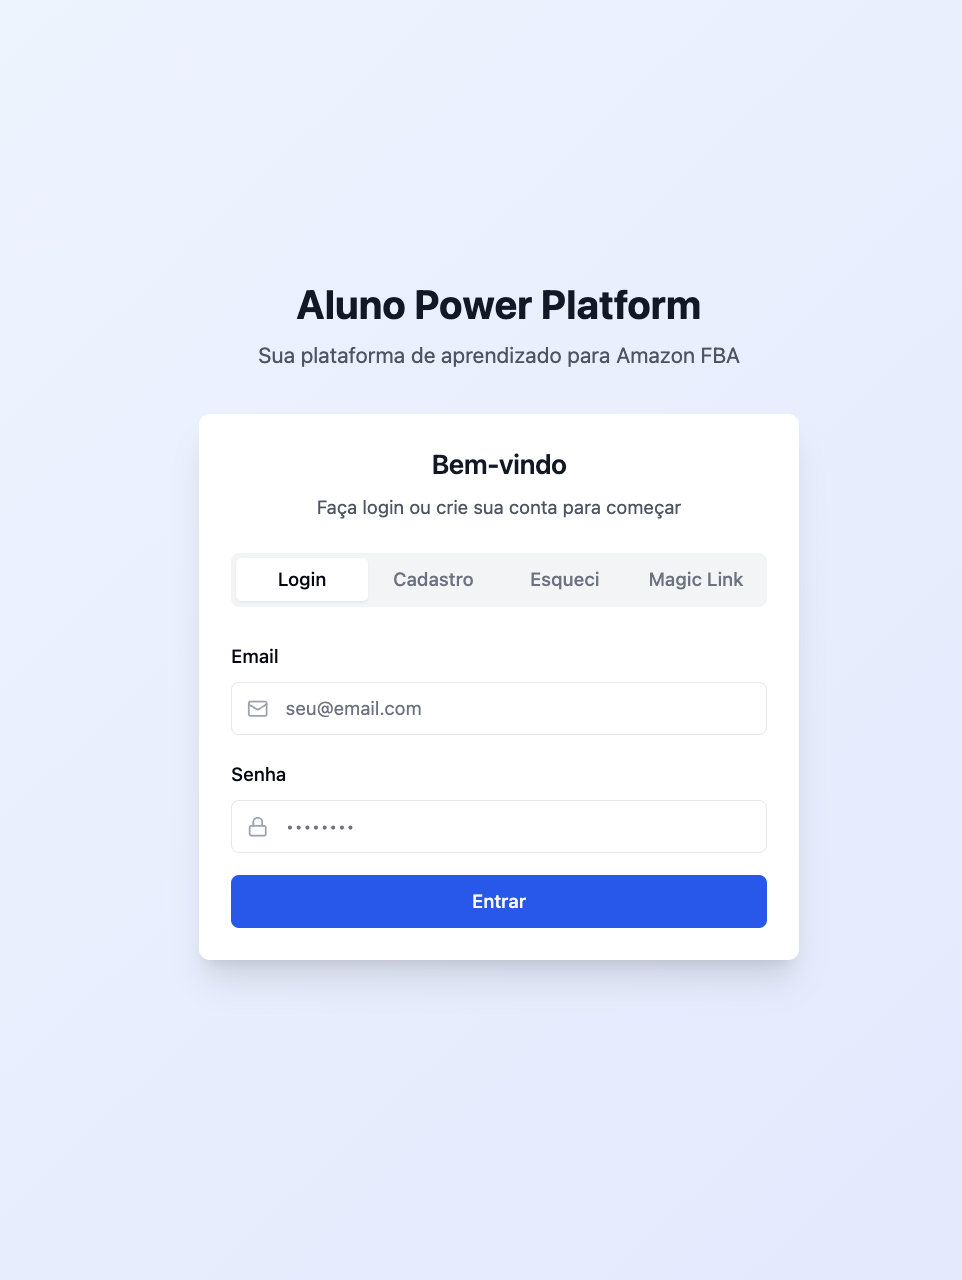 Aluno Power Platform
Sua plataforma de aprendizado para Amazon FBA
Bem-vindo
Faça login ou crie sua conta para começar
Login Cadastro Esqueci Magic Link
Email
seu@email.com
Senha
••••••••
Entrar